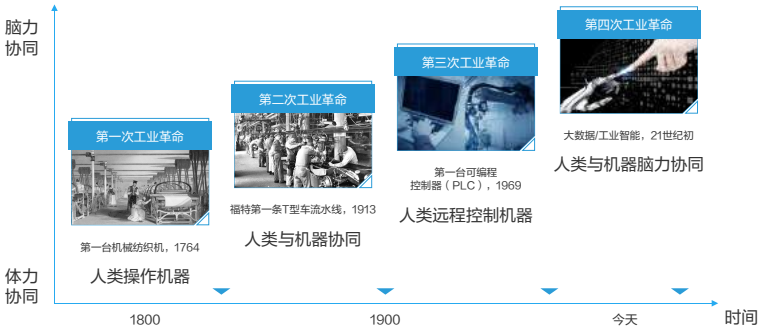 脑力
协同
第一次工业革命
第一台机械纺织机，1764
人类操作机器
第二次工业革命
福特第一条T型车流水线，1913
人类与机器协同
第三次工业革命
第一台可编程
控制器（PLC），1969
人类远程控制机器
第四次工业革命
大数据/工业智能，21世纪初
人类与机器脑力协同
体力
协同
1800
1900
今天
时间